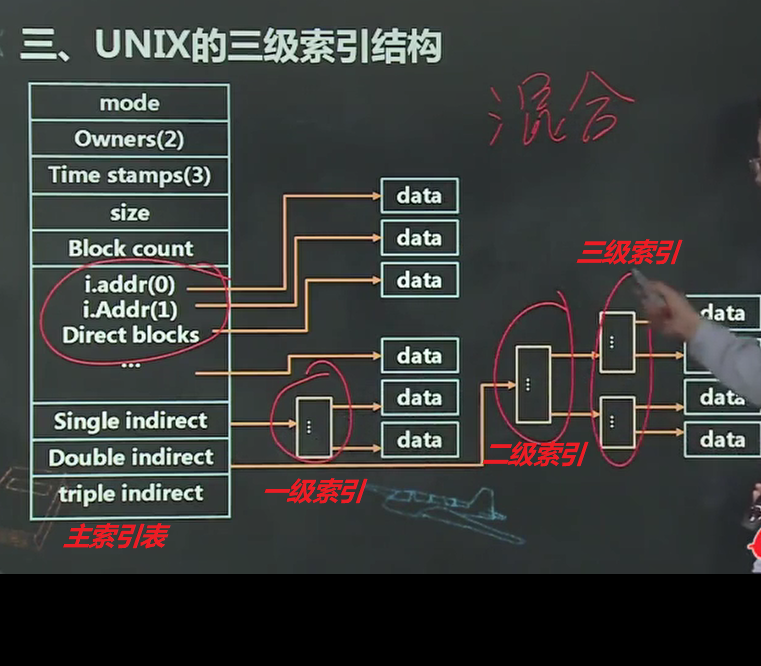 三、UNIX的三级索引结构
混合
mode
Owners(2)
Time stamps(3)
size
Block count
i.addr(0)
i.Addr(1)
Direct blocks
...
Single indirect
Double indirect
triple indirect
主索引表
data
data
data
data
data
data
⋮
一级索引
⋮
二级索引
三级索引
⋮
⋮
data
data
data